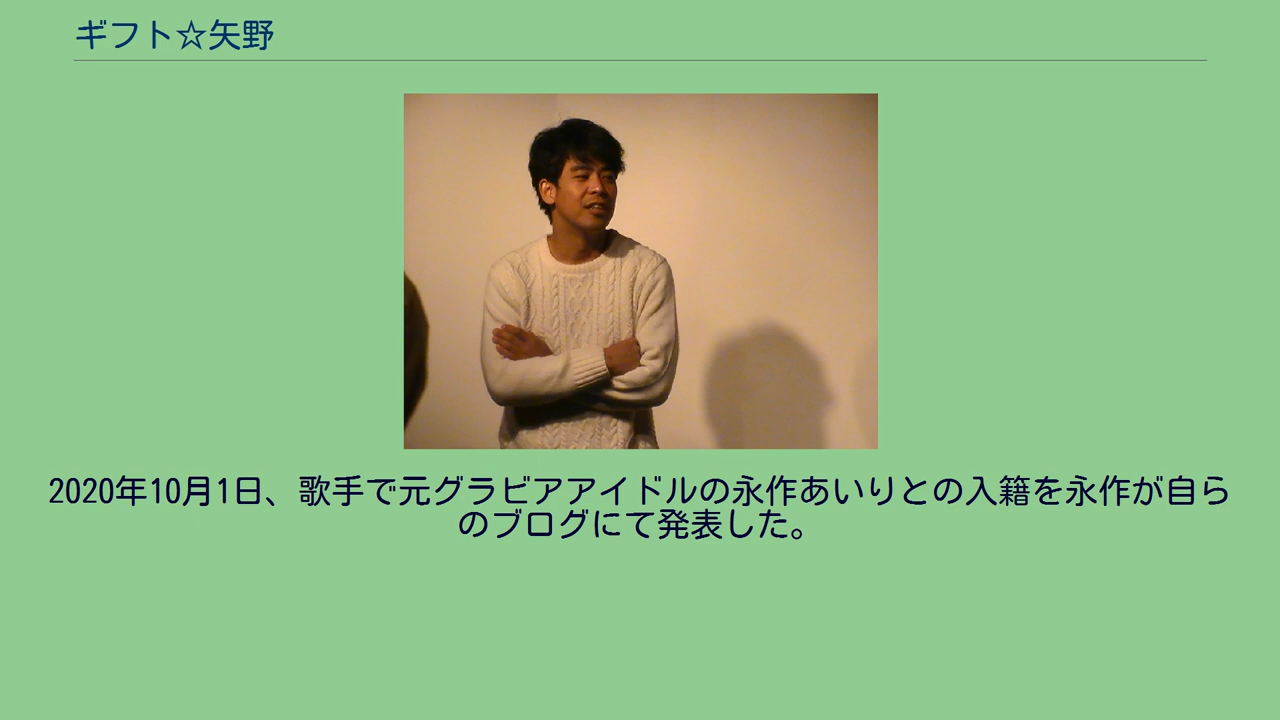 ギフト☆矢野
2020年10月1日、歌手で元グラビアアイドルの永作あいりとの入籍を永作が自ら
のブログにて発表した。